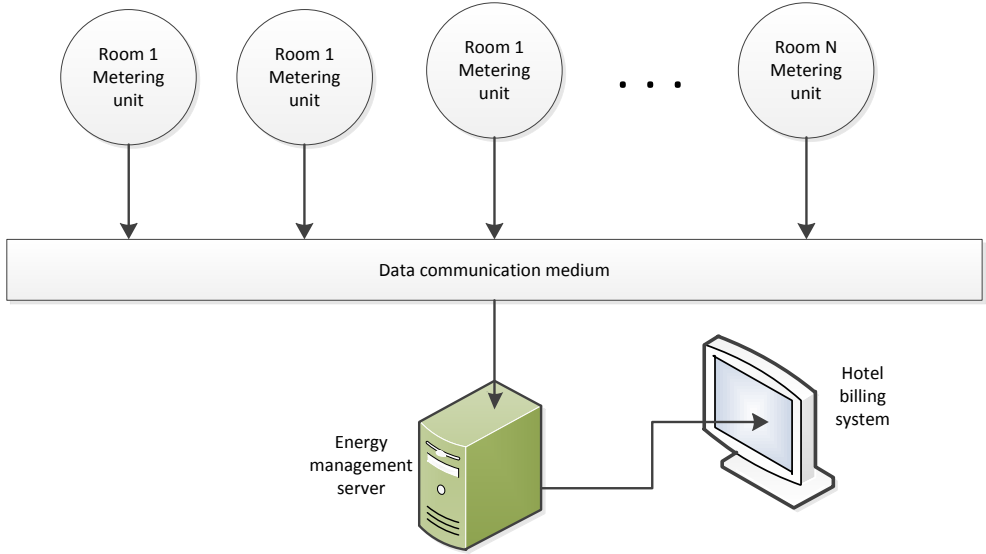 Room 1
Metering
unit
Room 1
Metering
unit
Room 1
Metering
unit
. . .
Room N
Metering
unit
Data communication medium
Energy
management
server
Hotel
billing
system